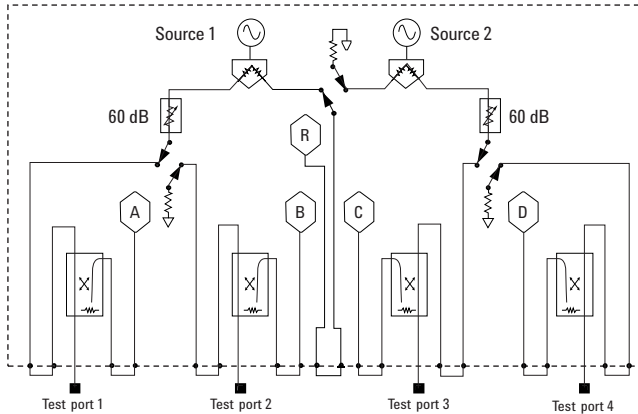 Source 1
Source 2
60 dB
60 dB
R
A
B
C
D
Test port 1
Test port 2
Test port 3
Test port 4